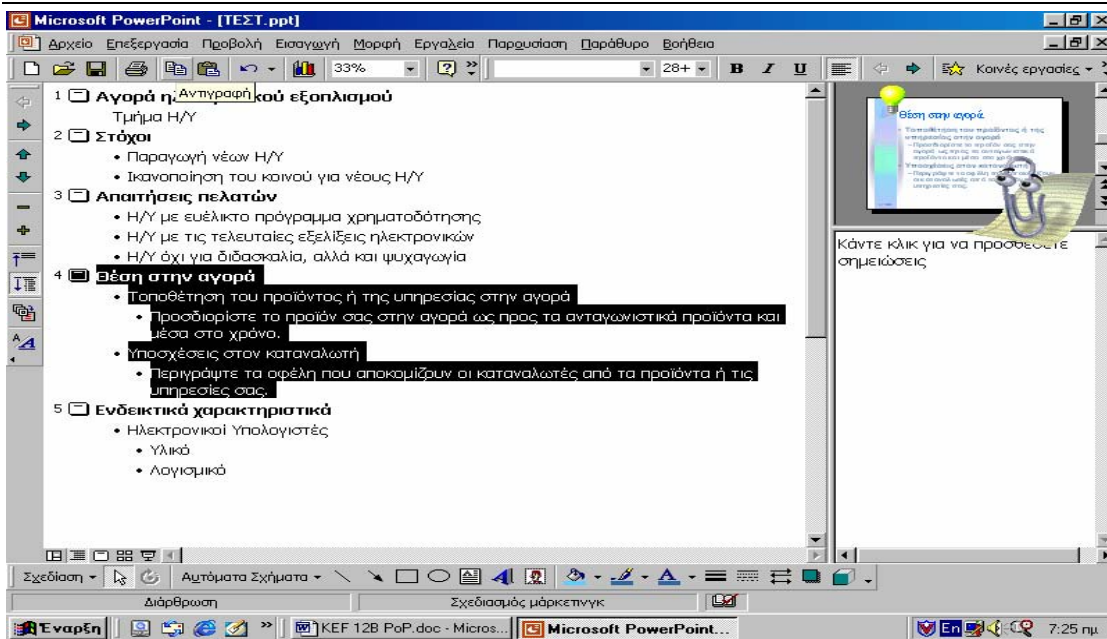 Microsoft PowerPoint - [ΤΕΣΤ.ppt]
Αρχείο Επεξεργασία Προβολή Εισαγωγή Μορφή Εργαλεία Παρουσίαση Παράθυρο Βοήθεια
33% 28+ B I U Κοινές εργασίες
Αντιγραφή
1 Αγορά κού εξοπλισμού
Τμήμα Η/Υ
2 Στόχοι
• Παραγωγή νέων Η/Υ
• Ικανοποίηση του κοινού για νέους Η/Υ
3 Απαιτήσεις πελατών
• Η/Υ με ευέλικτο πρόγραμμα χρηματοδότησης
• Η/Υ με τις τελευταίες εξελίξεις ηλεκτρονικών
• Η/Υ όχι για διδασκαλία, αλλά και ψυχαγωγία
4 Θέση στην αγορά
• Τοποθέτηση του προϊόντος ή της υπηρεσίας στην αγορά
• Προσδιορίστε το προϊόν σας στην αγορά ως προς τα ανταγωνιστικά προϊόντα και
μέσα στο χρόνο.
• Υποσχέσεις στον καταναλωτή
• Περιγράψτε τα οφέλη που αποκομίζουν οι καταναλωτές από τα προϊόντα ή τις
υπηρεσίες σας.
5 Ενδεικτικά χαρακτηριστικά
• Ηλεκτρονικοί Υπολογιστές
• Υλικό
• Λογισμικό
Θέση στην αγορά
Κάντε κλικ για να προσθέσετε
σημειώσεις
Σχεδίαση Αυτόματα Σχήματα
Διάρθρωση Σχεδιασμός μάρκετινγκ
Έναρξη KEF 12B PoP.doc - Micros... Microsoft PowerPoint... En 7:25 πμ